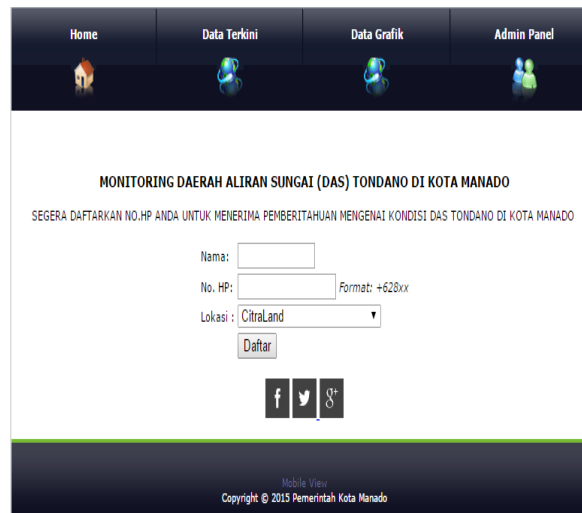 Home Data Terkini Data Grafik Admin Panel
MONITORING DAERAH ALIRAN SUNGAI (DAS) TONDANO DI KOTA MANADO
SEGERA DAFTARKAN NO.HP ANDA UNTUK MENERIMA PEMBERITAHUAN MENGENAI KONDISI DAS TONDANO DI KOTA MANADO
Nama:
No. HP: Format: +628xx
Lokasi : CitraLand
Daftar
f g+
Mobile View
Copyright © 2015 Pemerintah Kota Manado